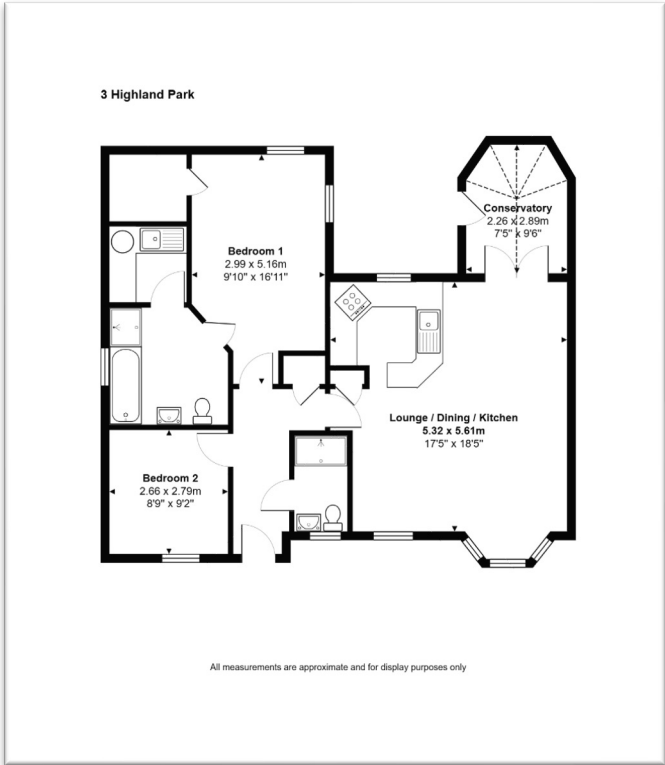 3 Highland Park
Conservatory
2.26 x 2.89m
7'5" x 9'6"
Bedroom 1
2.99 x 5.16m
9'10" x 16'11"
Lounge / Dining / Kitchen
5.32 x 5.61m
17'5" x 18'5"
Bedroom 2
2.66 x 2.79m
8'9" x 9'2"
All measurements are approximate and for display purposes only